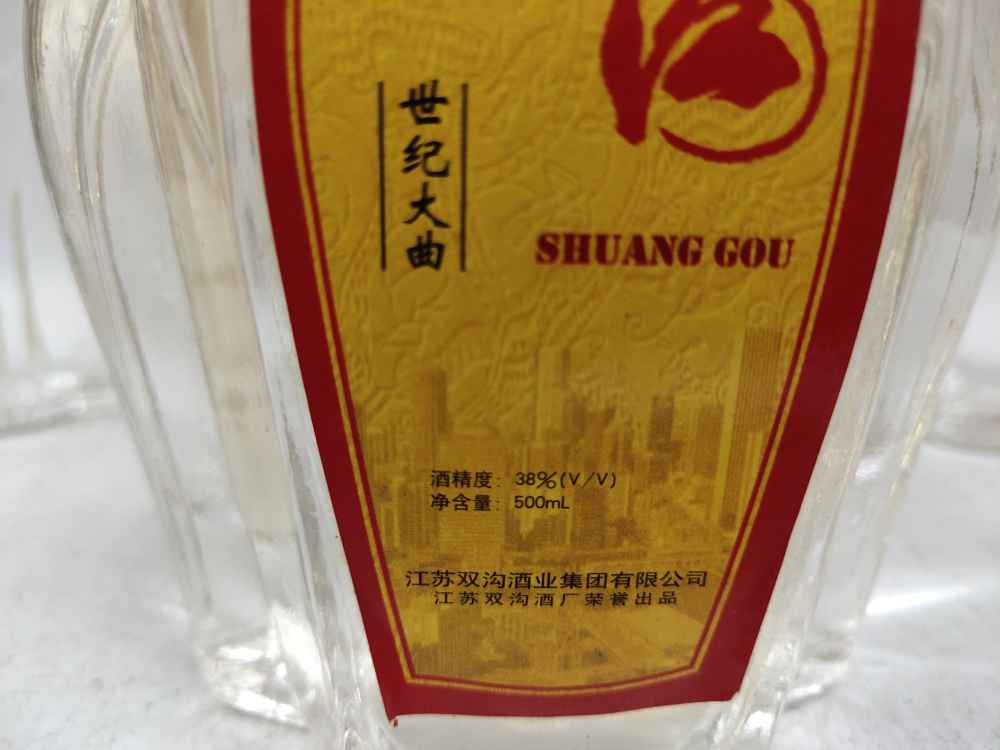 沟
世纪大曲
SHUANG GOU
酒精度: 38%(V/V)
净含量: 500mL
江苏双沟酒业集团有限公司
江苏双沟酒厂荣誉出品